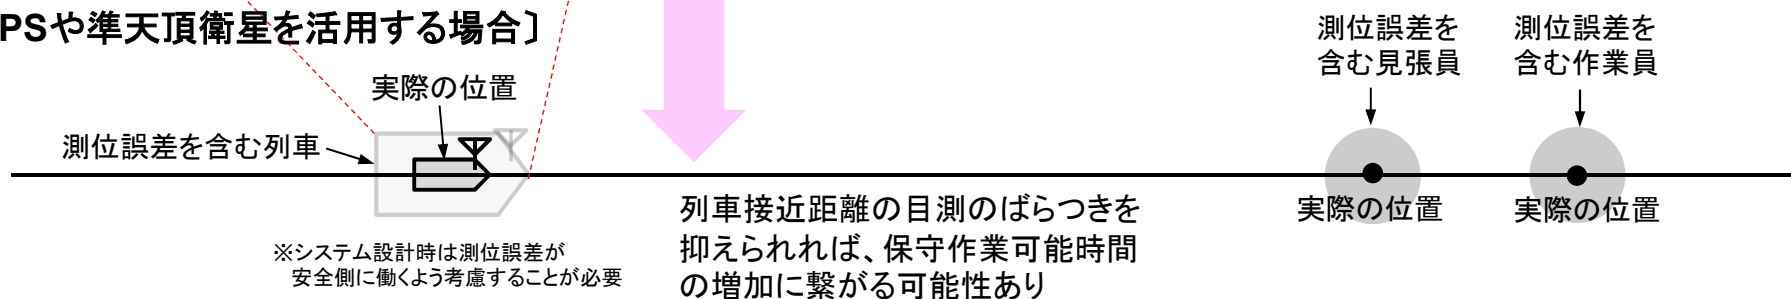 PSや準天頂衛星を活用する場合〕
実際の位置
測位誤差を含む列車
※システム設計時は測位誤差が
安全側に働くよう考慮することが必要
列車接近距離の目測のばらつきを
抑えられれば、保守作業可能時間
の増加に繋がる可能性あり
測位誤差を
含む見張員
実際の位置
測位誤差を
含む作業員
実際の位置